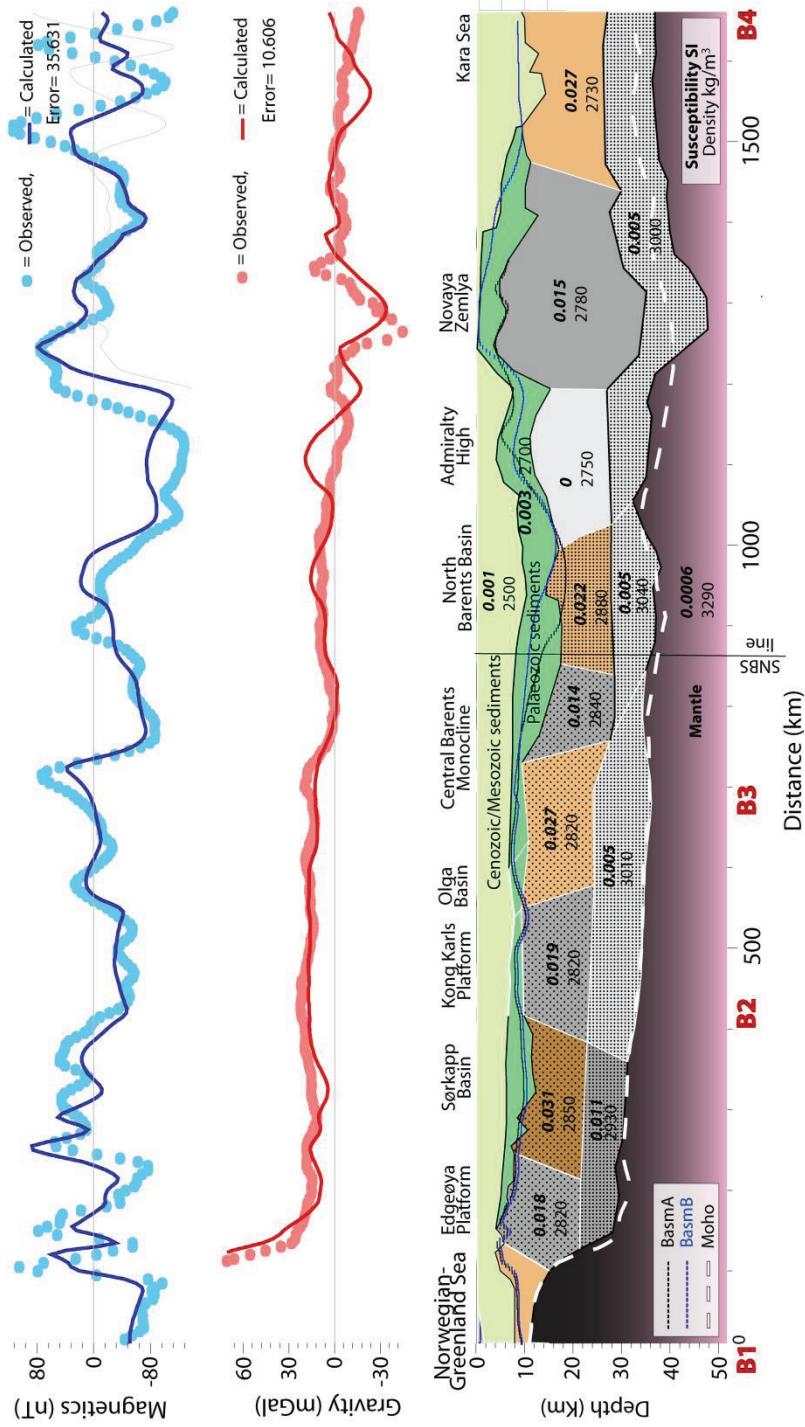 80
0
-80
Magnetics (nT)
= Observed,
= Calculated
Error= 35.631
60
30
0
-30
Gravity (mGal)
= Observed,
= Calculated
Error= 10.606
Norwegian-
Greenland Sea
Edgeøya
Platform
Sørkapp
Basin
Kong Karls
Platform
Olga
Basin
Central Barents
Monocline
North
Barents Basin
Admiralty
High
Novaya
Zemlya
Kara Sea
0
10
20
30
40
50
Depth (Km)
Cenozoic/Mesozoic sediments
Palaeozoic sediments
0.001
2500
0.003
2700
0.018
2820
0.031
2850
0.011
2930
0.019
2820
0.027
2820
0.005
3010
0.014
2840
0.022
2880
0.005
3040
0
2750
0.015
2780
0.005
3000
0.027
2730
0.0006
3290
Mantle
SNBS
line
BasmA
BasmB
Moho
Susceptibility SI
Density kg/m³
B1
0
B2
500
B3
1000
1500
B4
Distance (km)